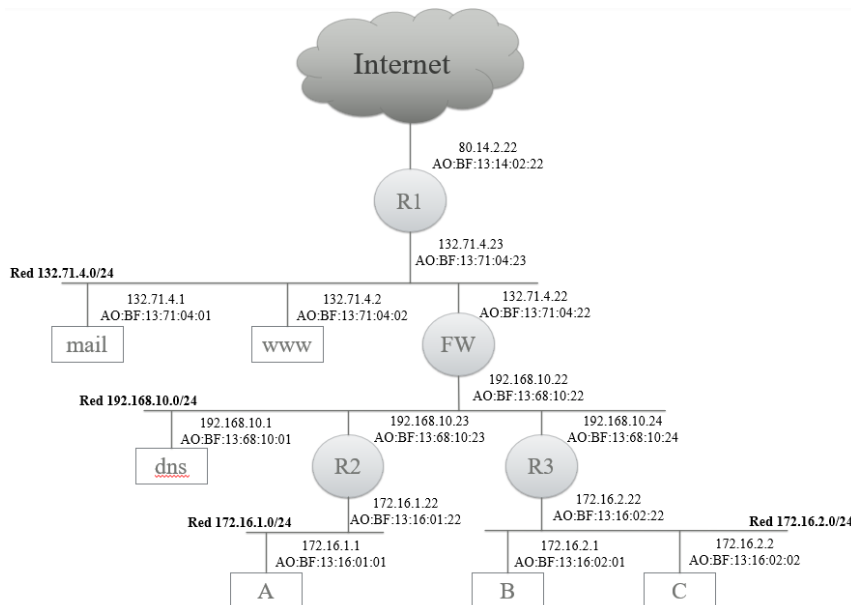 Internet
80.14.2.22
AO:BF:13:14:02:22
R1
132.71.4.23
AO:BF:13:71:04:23
Red 132.71.4.0/24
132.71.4.1
AO:BF:13:71:04:01
132.71.4.2
AO:BF:13:71:04:02
132.71.4.22
AO:BF:13:71:04:22
mail
www
FW
192.168.10.22
AO:BF:13:68:10:22
Red 192.168.10.0/24
192.168.10.1
AO:BF:13:68:10:01
192.168.10.23
AO:BF:13:68:10:23
192.168.10.24
AO:BF:13:68:10:24
dns
R2
R3
172.16.1.22
AO:BF:13:16:01:22
172.16.2.22
AO:BF:13:16:02:22
Red 172.16.1.0/24
Red 172.16.2.0/24
172.16.1.1
AO:BF:13:16:01:01
172.16.2.1
AO:BF:13:16:02:01
172.16.2.2
AO:BF:13:16:02:02
A
B
C